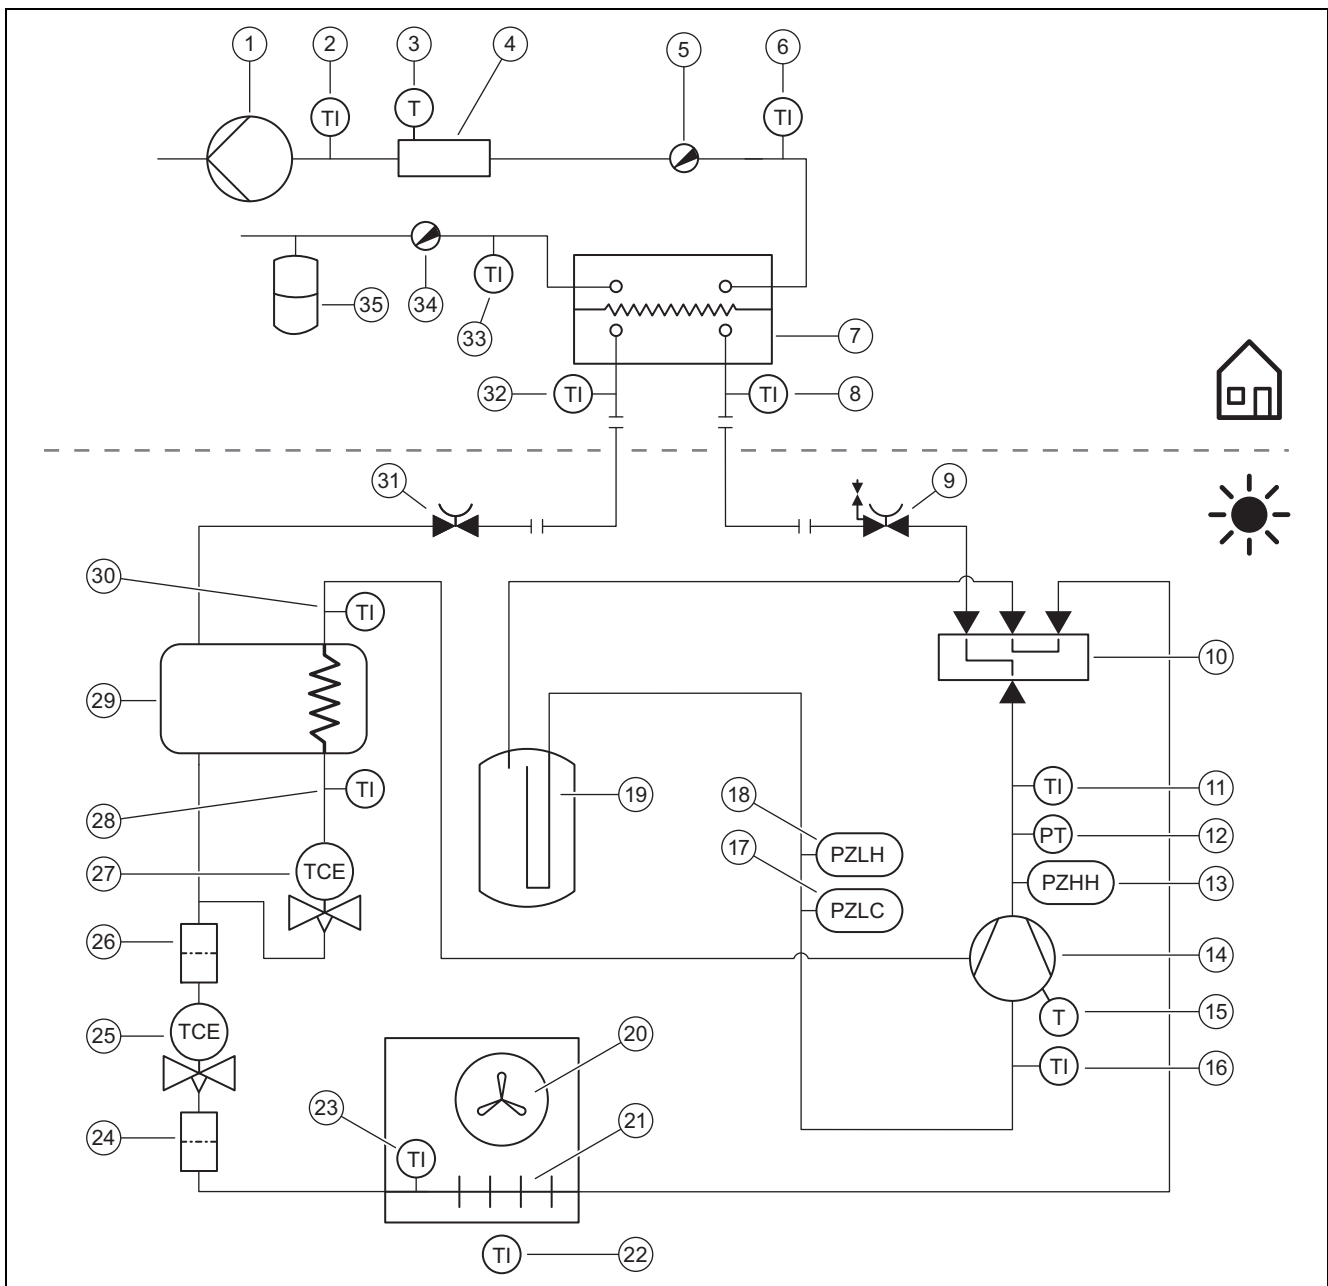 1 2 3 4 5 6
TI T TI
35 34 TI 33 7
32 TI TI 8
31 9
30 TI
29 10
28 TI 19 18 TI 11
27 TCE 17 PZLH PT 12
PZLC PZHH 13
26 14
25 TCE 20 T 15
23 TI 16
24 TI 21
TI 22